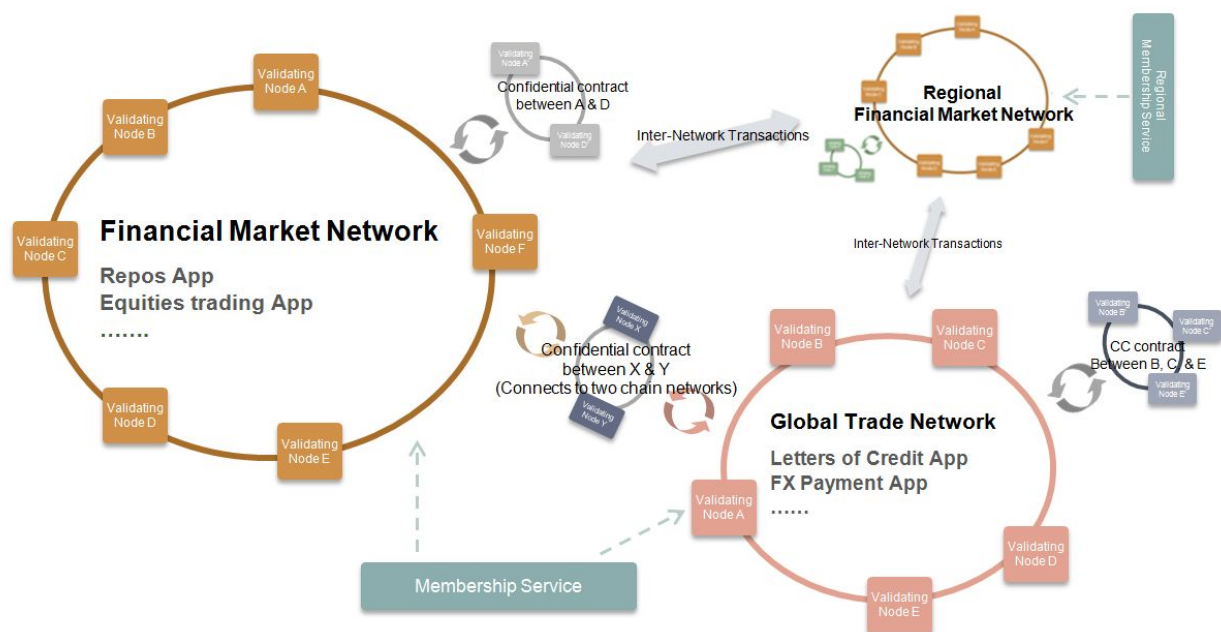 Validating
Node A
Validating
Node B
Validating
Node C
Validating
Node D
Validating
Node E
Validating
Node F
Financial Market Network
Repos App
Equities trading App
.......
Validating
Node A'
Confidential contract
between A & D
Validating
Node D'
Inter-Network Transactions
Regional
Financial Market Network
Regional
Membership Service
Inter-Network Transactions
Validating
Node X
Confidential contract
between X & Y
(Connects to two chain networks)
Validating
Node Y
Validating
Node B'
Validating
Node C'
CC contract
Between B, C, & E
Validating
Node E'
Validating
Node B
Validating
Node C
Global Trade Network
Letters of Credit App
FX Payment App
......
Validating
Node A
Validating
Node D
Validating
Node E
Membership Service